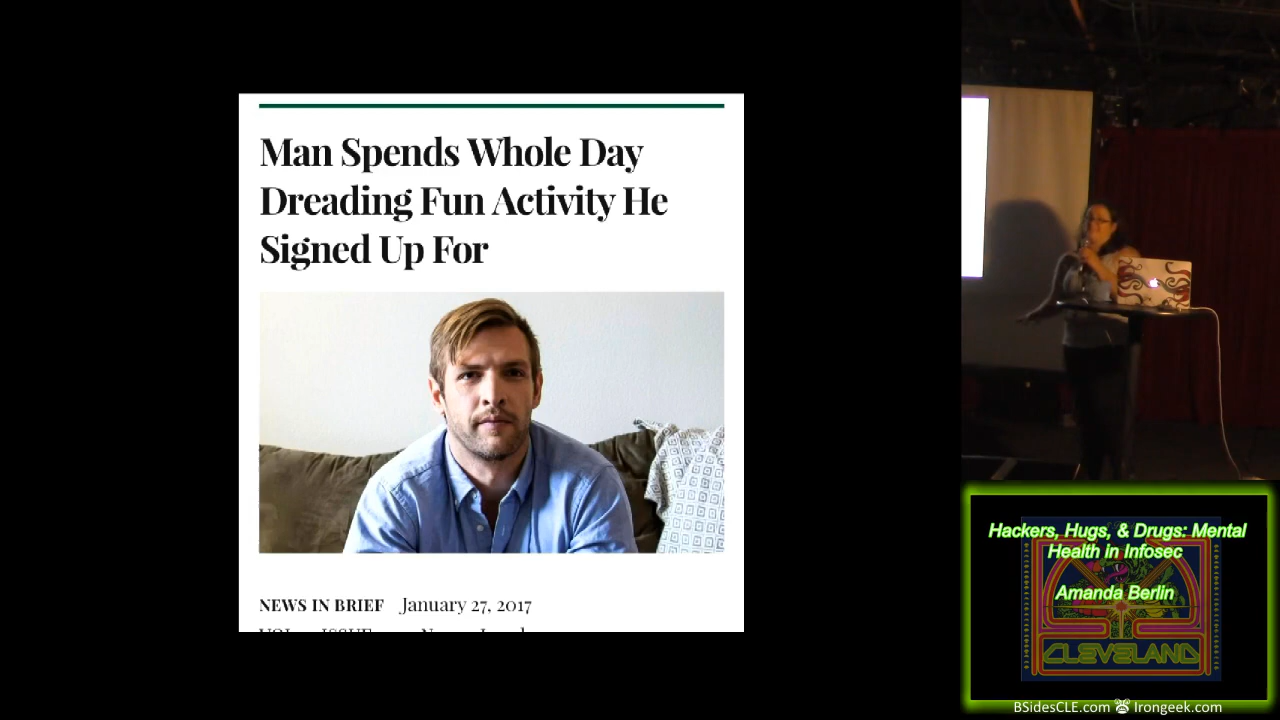 Man Spends Whole Day
Dreading Fun Activity He
Signed Up For
NEWS IN BRIEF January 27, 2017
Hackers, Hugs, & Drugs: Mental
Health in Infosec
Amanda Berlin
CLEVELAND
BSidesCLE.com Irongeek.com